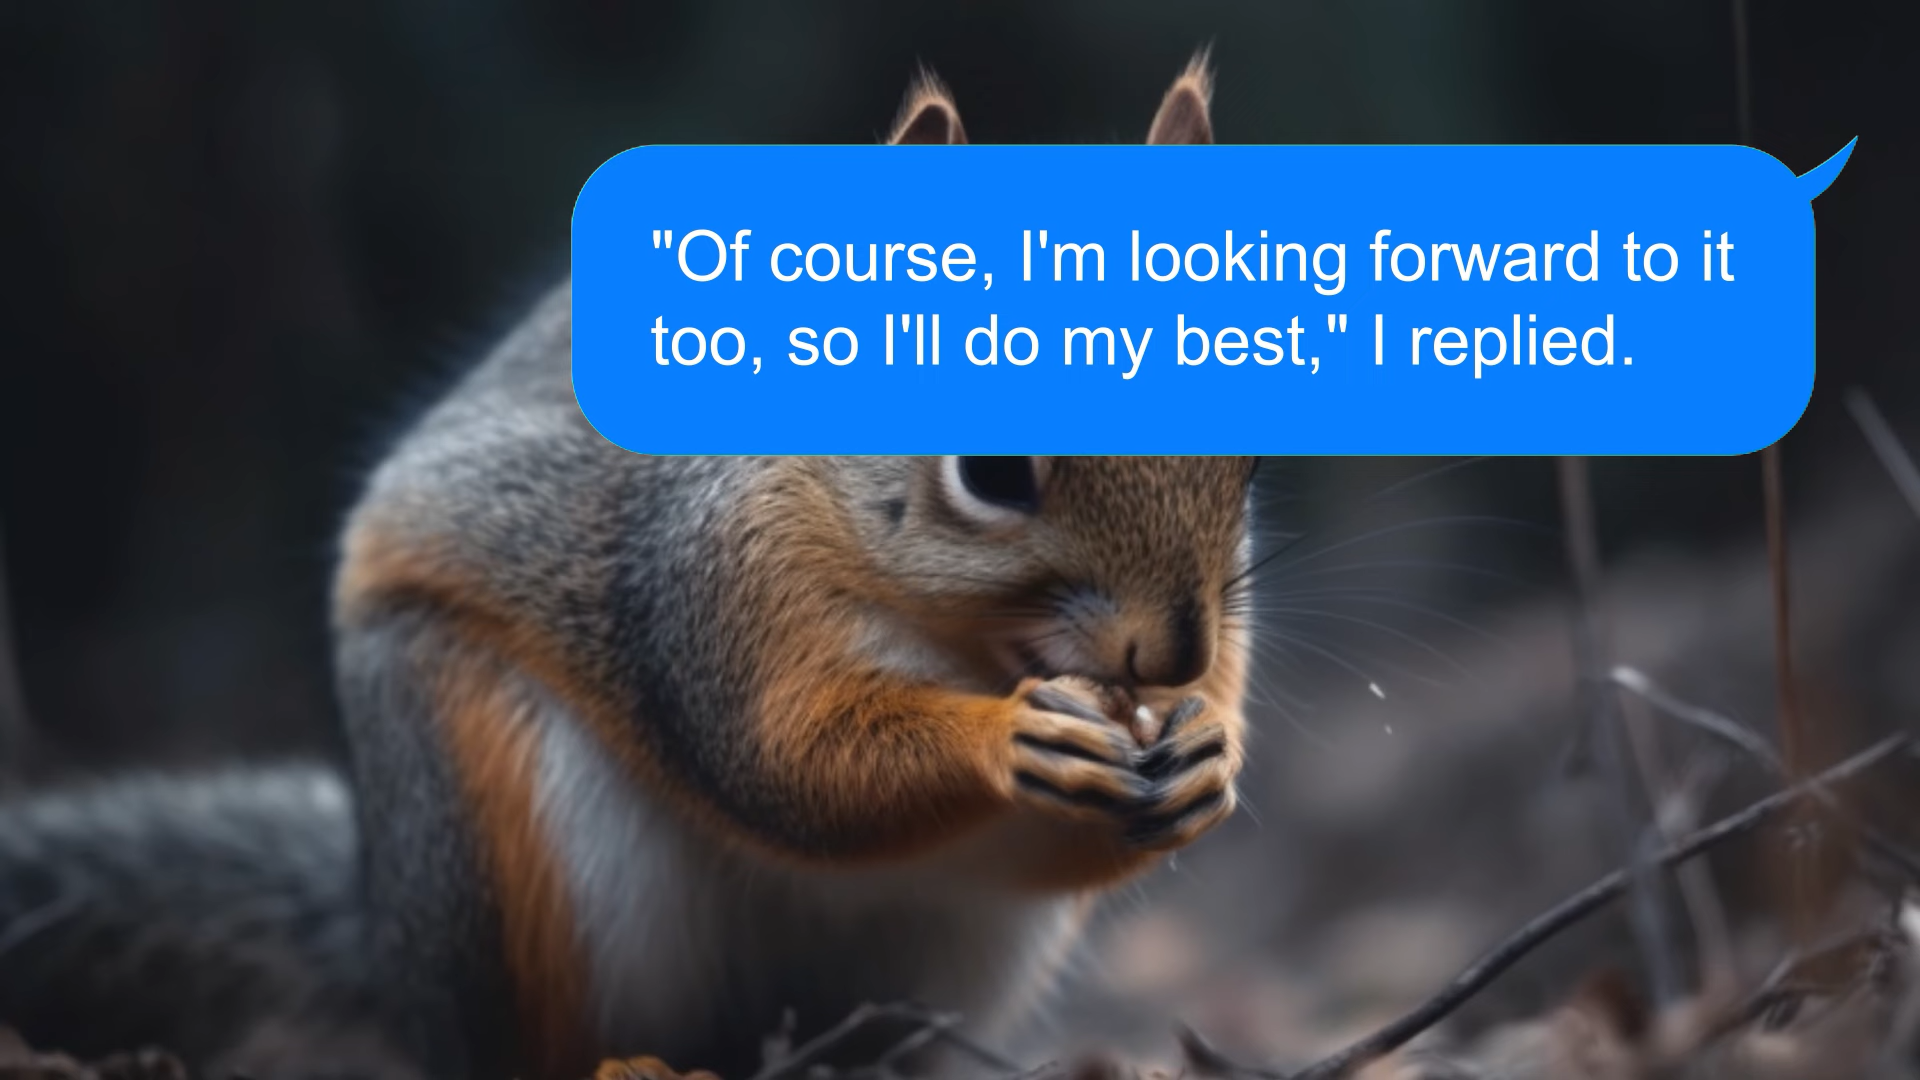 "Of course, I'm looking forward to it
too, so I'll do my best," I replied.